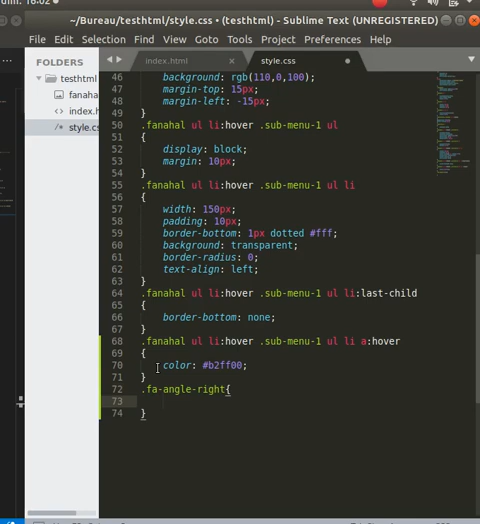 16:02
~/Bureau/testhtml/style.css • (testhtml) - Sublime Text (UNREGISTERED)
File Edit Selection Find View Goto Tools Project Preferences Help
FOLDERS
testhtml
fanaha
index.h
style.cs
index.html
style.css
46 background: rgb(110,0,100);
47 margin-top: 15px;
48 margin-left: -15px;
49 }
50 .fanahal ul li:hover .sub-menu-1 ul
51 {
52 display: block;
53 margin: 10px;
54 }
55 .fanahal ul li:hover .sub-menu-1 ul li
56 {
57 width: 150px;
58 padding: 10px;
59 border-bottom: 1px dotted #fff;
60 background: transparent;
61 border-radius: 0;
62 text-align: left;
63 }
64 .fanahal ul li:hover .sub-menu-1 ul li:last-child
65 {
66 border-bottom: none;
67 }
68 .fanahal ul li:hover .sub-menu-1 ul li a:hover
69 {
70 color: #b2ff00;
71 }
72 .fa-angle-right{
73
74 }